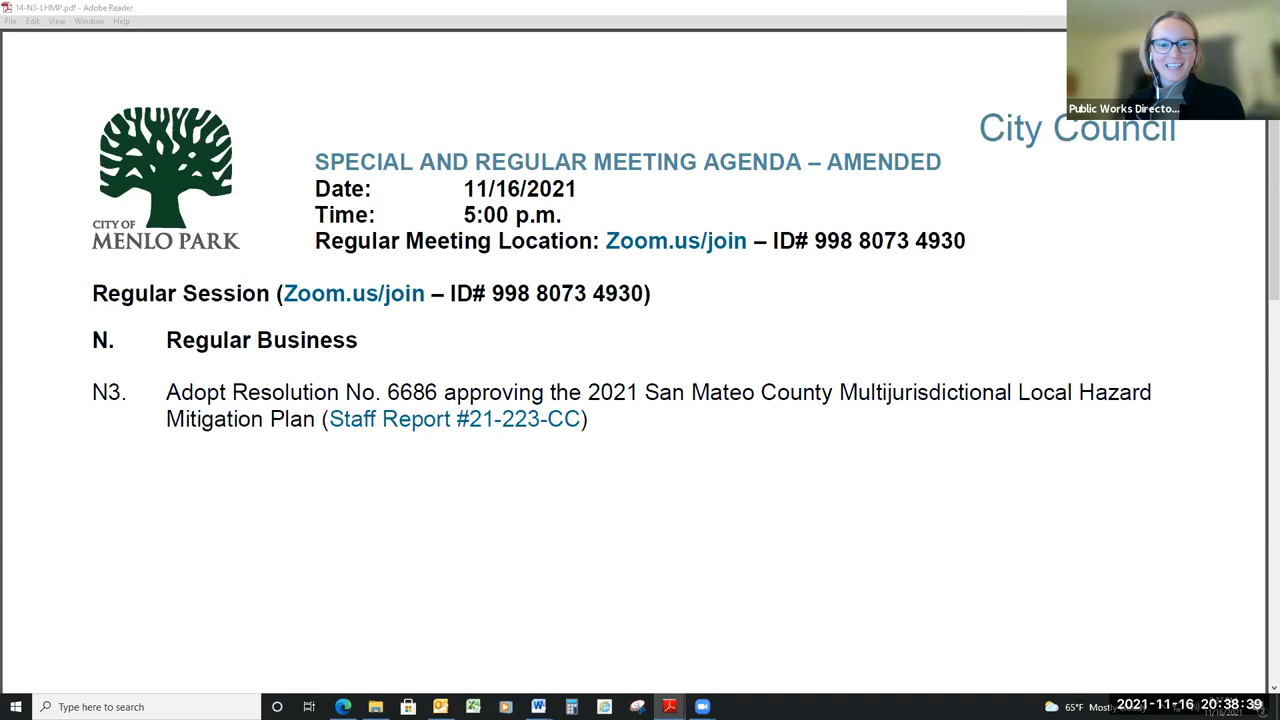 14-N3-LHMP.pdf - Adobe Reader
File Edit View Window Help
Public Works Directo...
City Council
SPECIAL AND REGULAR MEETING AGENDA – AMENDED
Date: 11/16/2021
Time: 5:00 p.m.
Regular Meeting Location: Zoom.us/join – ID# 998 8073 4930
CITY OF
MENLO PARK
Regular Session (Zoom.us/join – ID# 998 8073 4930)
N. Regular Business
N3. Adopt Resolution No. 6686 approving the 2021 San Mateo County Multijurisdictional Local Hazard
Mitigation Plan (Staff Report #21-223-CC)
Type here to search
65°F
2021-11-16 20:38:39
11/16/2021